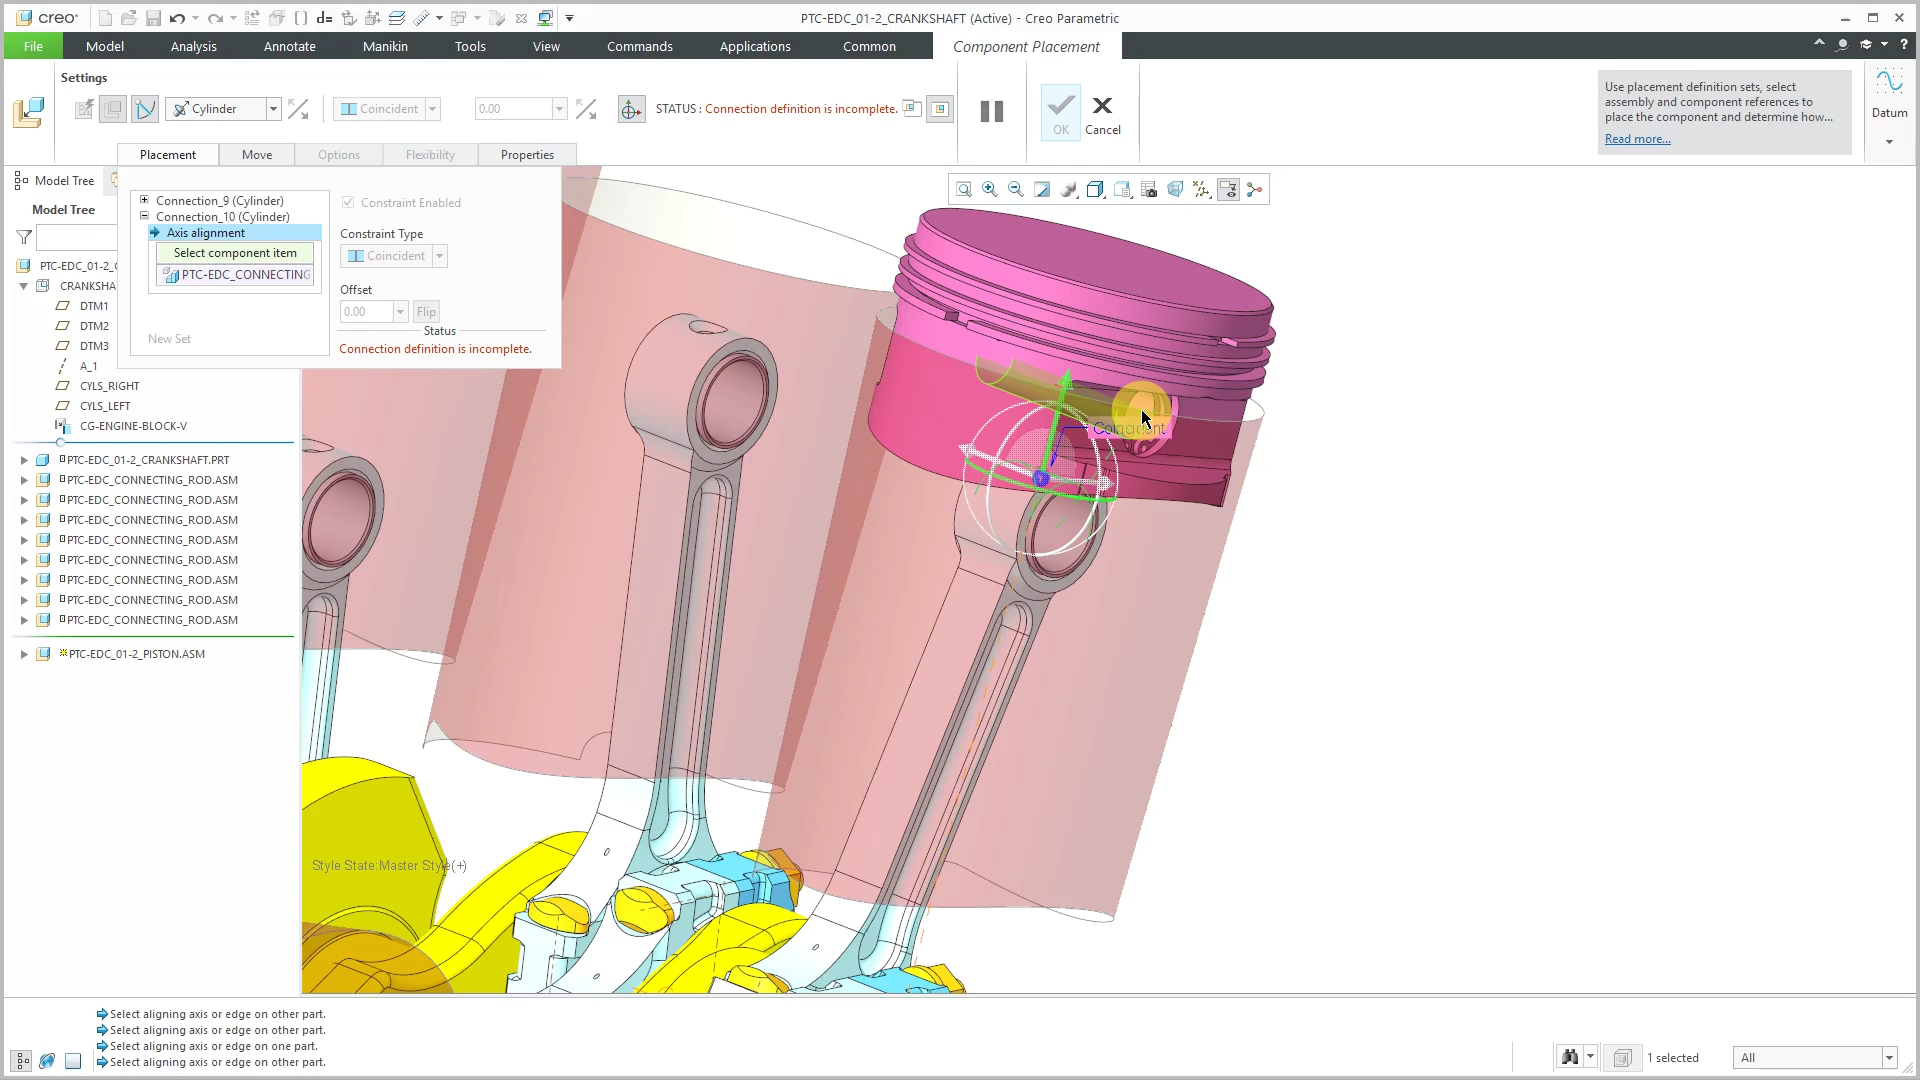 creo
d=
PTC-EDC_01-2_CRANKSHAFT (Active) - Creo Parametric
File
Model
Analysis
Annotate
Manikin
Tools
View
Commands
Applications
Common
Component Placement
?
Settings
Cylinder
Coincident
0.00
STATUS : Connection definition is incomplete.
OK
Cancel
Use placement definition sets, select
assembly and component references to
place the component and determine how...
Read more...
Datum
Placement
Move
Options
Flexibility
Properties
Model Tree
Model Tree
Connection_9 (Cylinder)
Connection_10 (Cylinder)
Axis alignment
Select component item
PTC-EDC_CONNECTING
New Set
Constraint Enabled
Constraint Type
Coincident
Offset
0.00
Flip
Status
Connection definition is incomplete.
PTC-EDC_01-2_C
CRANKSHA
DTM1
DTM2
DTM3
A_1
CYLS_RIGHT
CYLS_LEFT
CG-ENGINE-BLOCK-V
PTC-EDC_01-2_CRANKSHAFT.PRT
PTC-EDC_CONNECTING_ROD.ASM
PTC-EDC_CONNECTING_ROD.ASM
PTC-EDC_CONNECTING_ROD.ASM
PTC-EDC_CONNECTING_ROD.ASM
PTC-EDC_CONNECTING_ROD.ASM
PTC-EDC_CONNECTING_ROD.ASM
PTC-EDC_CONNECTING_ROD.ASM
PTC-EDC_CONNECTING_ROD.ASM
PTC-EDC_01-2_PISTON.ASM
Coincident
Style State:Master Style(+)
Select aligning axis or edge on other part.
Select aligning axis or edge on other part.
Select aligning axis or edge on one part.
Select aligning axis or edge on other part.
1 selected
All